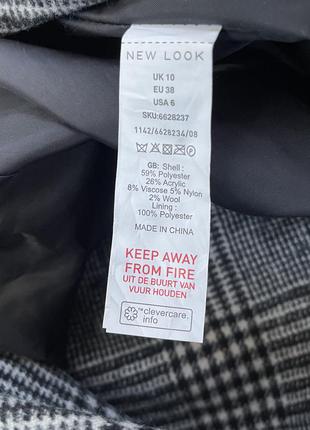 NEW LOOK
UK 10
EU 38
USA 6
SKU:6628237
1142/6628234/08
GB: Shell :
59% Polyester
26% Acrylic
8% Viscose 5% Nylon
2% Wool
Lining :
100% Polyester
MADE IN CHINA
KEEP AWAY
FROM FIRE
UIT DE BUURT VAN
VUUR HOUDEN
™clevercare.
info